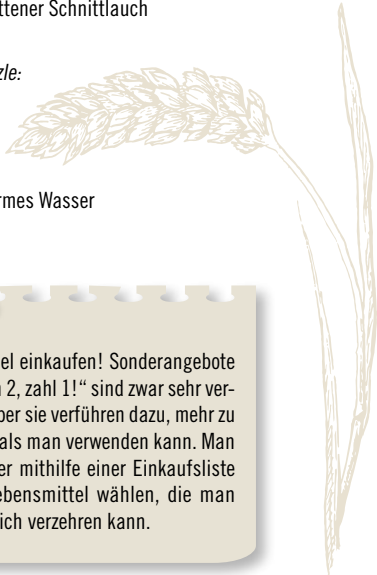 ttener Schnittlauch
zle:
rmes Wasser
el einkaufen! Sonderangebote
2, zahl 1!“ sind zwar sehr ver-
ber sie verführen dazu, mehr zu
als man verwenden kann. Man
er mithilfe einer Einkaufsliste
ebensmittel wählen, die man
ich verzehren kann.